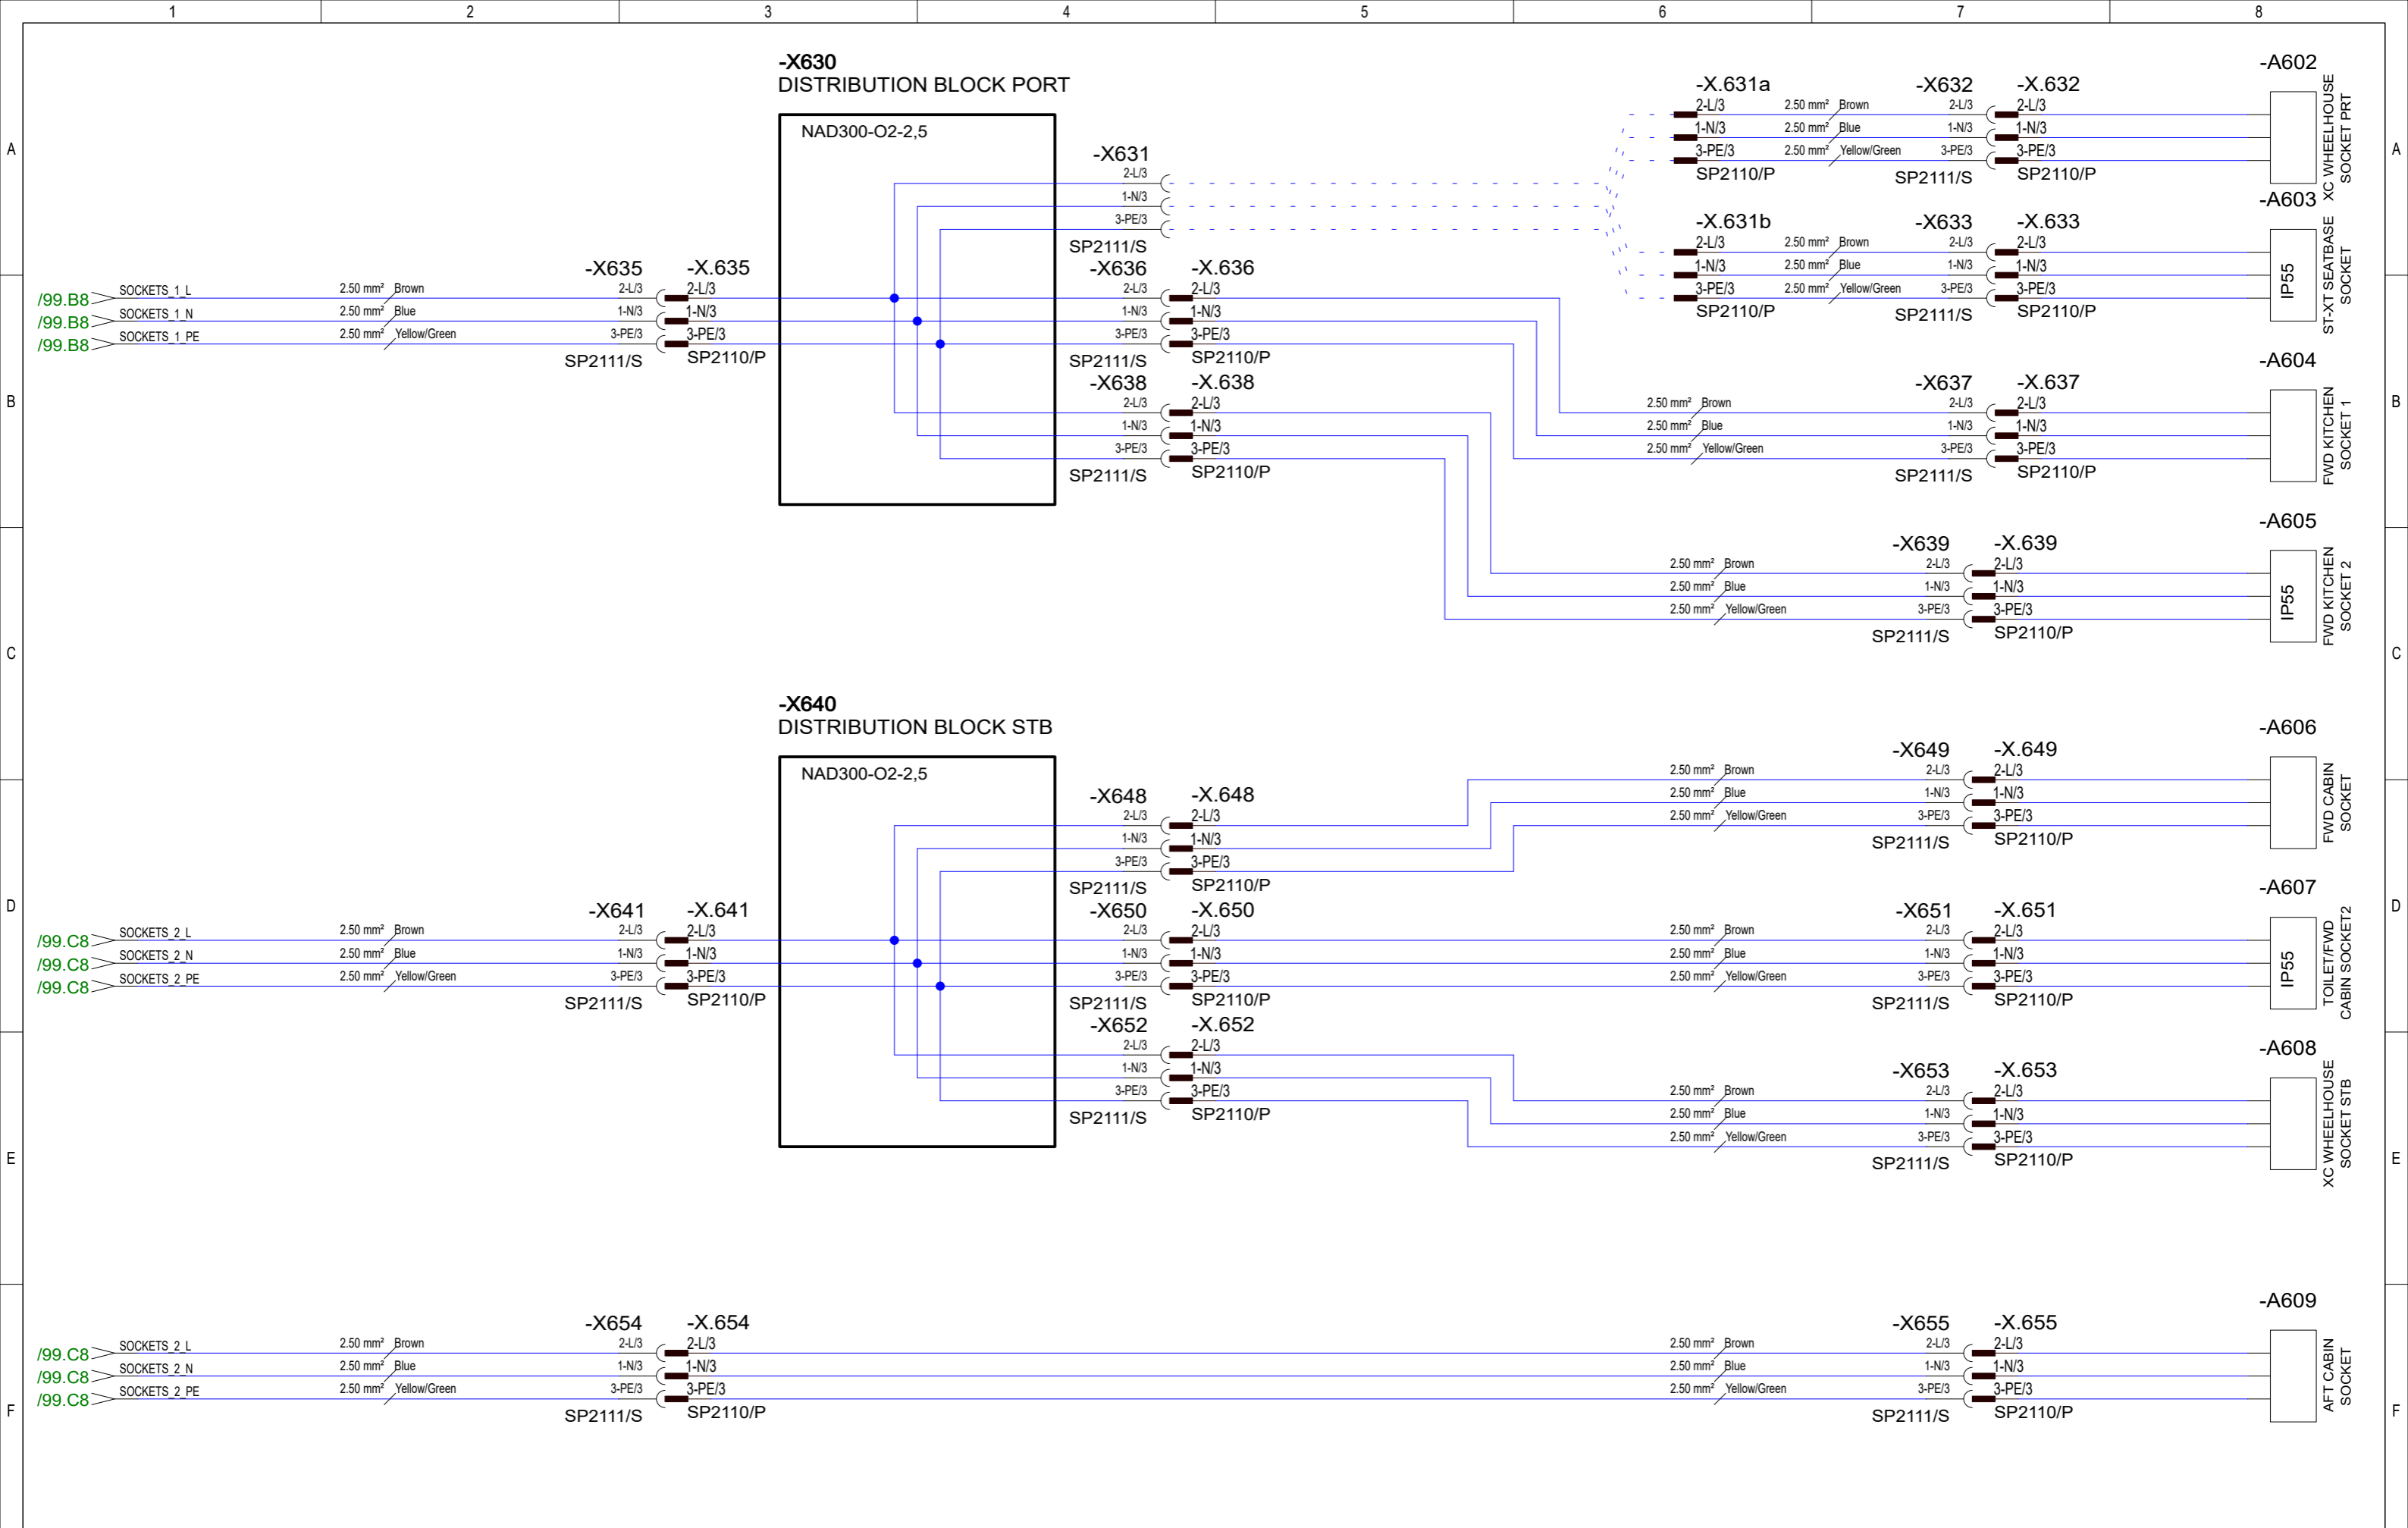 1 2 3 4 5 6 7 8
-X630
DISTRIBUTION BLOCK PORT
NAD300-O2-2,5
-A602
XC WHEELHOUSE
SOCKET PRT
-X.631a -X632 -X.632
2-L/3 2.50 mm² Brown 2-L/3 2-L/3
1-N/3 2.50 mm² Blue 1-N/3 1-N/3
3-PE/3 2.50 mm² Yellow/Green 3-PE/3 3-PE/3
SP2110/P SP2111/S SP2110/P
A A
-X631
2-L/3
1-N/3
3-PE/3
SP2111/S
-A603
ST-XT SEATBASE
SOCKET
IP55
-X.631b -X633 -X.633
2-L/3 2.50 mm² Brown 2-L/3 2-L/3
1-N/3 2.50 mm² Blue 1-N/3 1-N/3
3-PE/3 2.50 mm² Yellow/Green 3-PE/3 3-PE/3
SP2110/P SP2111/S SP2110/P
-X635 -X.635 -X636 -X.636
/99.B8 SOCKETS_1_L 2.50 mm² Brown 2-L/3 2-L/3 2-L/3 2-L/3
/99.B8 SOCKETS_1_N 2.50 mm² Blue 1-N/3 1-N/3 1-N/3 1-N/3
/99.B8 SOCKETS_1_PE 2.50 mm² Yellow/Green 3-PE/3 3-PE/3 3-PE/3 3-PE/3
SP2111/S SP2110/P SP2111/S SP2110/P
-A604
FWD KITCHEN
SOCKET 1
B B
-X638 -X.638 -X637 -X.637
2-L/3 2-L/3 2.50 mm² Brown 2-L/3 2-L/3
1-N/3 1-N/3 2.50 mm² Blue 1-N/3 1-N/3
3-PE/3 3-PE/3 2.50 mm² Yellow/Green 3-PE/3 3-PE/3
SP2111/S SP2110/P SP2111/S SP2110/P
-A605
FWD KITCHEN
SOCKET 2
IP55
-X639 -X.639
2.50 mm² Brown 2-L/3 2-L/3
2.50 mm² Blue 1-N/3 1-N/3
2.50 mm² Yellow/Green 3-PE/3 3-PE/3
SP2111/S SP2110/P
C C
-X640
DISTRIBUTION BLOCK STB
NAD300-O2-2,5
-A606
FWD CABIN
SOCKET
-X649 -X.649
2.50 mm² Brown 2-L/3 2-L/3
2.50 mm² Blue 1-N/3 1-N/3
2.50 mm² Yellow/Green 3-PE/3 3-PE/3
SP2111/S SP2110/P
-X648 -X.648
2-L/3 2-L/3
1-N/3 1-N/3
3-PE/3 3-PE/3
SP2111/S SP2110/P
D D
-A607
TOILET/FWD
CABIN SOCKET2
IP55
-X641 -X.641 -X650 -X.650 -X651 -X.651
/99.C8 SOCKETS_2_L 2.50 mm² Brown 2-L/3 2-L/3 2-L/3 2-L/3 2.50 mm² Brown 2-L/3 2-L/3
/99.C8 SOCKETS_2_N 2.50 mm² Blue 1-N/3 1-N/3 1-N/3 1-N/3 2.50 mm² Blue 1-N/3 1-N/3
/99.C8 SOCKETS_2_PE 2.50 mm² Yellow/Green 3-PE/3 3-PE/3 3-PE/3 3-PE/3 2.50 mm² Yellow/Green 3-PE/3 3-PE/3
SP2111/S SP2110/P SP2111/S SP2110/P SP2111/S SP2110/P
-X652 -X.652
2-L/3 2-L/3
1-N/3 1-N/3
3-PE/3 3-PE/3
SP2111/S SP2110/P
-A608
XC WHEELHOUSE
SOCKET STB
-X653 -X.653
2.50 mm² Brown 2-L/3 2-L/3
2.50 mm² Blue 1-N/3 1-N/3
2.50 mm² Yellow/Green 3-PE/3 3-PE/3
SP2111/S SP2110/P
E E
-A609
AFT CABIN
SOCKET
-X654 -X.654 -X655 -X.655
/99.C8 SOCKETS_2_L 2.50 mm² Brown 2-L/3 2-L/3 2.50 mm² Brown 2-L/3 2-L/3
/99.C8 SOCKETS_2_N 2.50 mm² Blue 1-N/3 1-N/3 2.50 mm² Blue 1-N/3 1-N/3
/99.C8 SOCKETS_2_PE 2.50 mm² Yellow/Green 3-PE/3 3-PE/3 2.50 mm² Yellow/Green 3-PE/3 3-PE/3
SP2111/S SP2110/P SP2111/S SP2110/P
F F